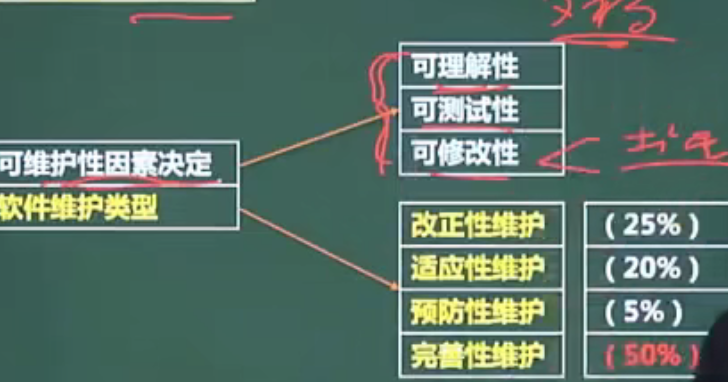 文档
可理解性
可测试性
可修改性
可维护性因素决定
软件维护类型
改正性维护 （25%）
适应性维护 （20%）
预防性维护 （5%）
完善性维护 （50%）